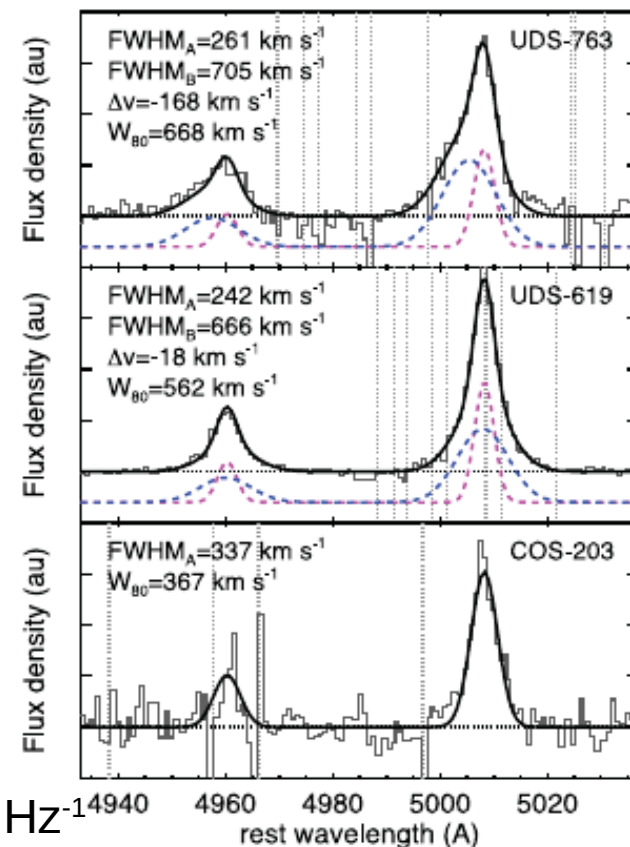 FWHM_A=261 km s⁻¹ UDS-763
FWHM_B=705 km s⁻¹
Δv=-168 km s⁻¹
W₈₀=668 km s⁻¹
Flux density (au)
FWHM_A=242 km s⁻¹ UDS-619
FWHM_B=666 km s⁻¹
Δv=-18 km s⁻¹
W₈₀=562 km s⁻¹
Flux density (au)
FWHM_A=337 km s⁻¹ COS-203
W₈₀=367 km s⁻¹
Flux density (au)
4940 4960 4980 5000 5020
Hz⁻¹ rest wavelength (A)